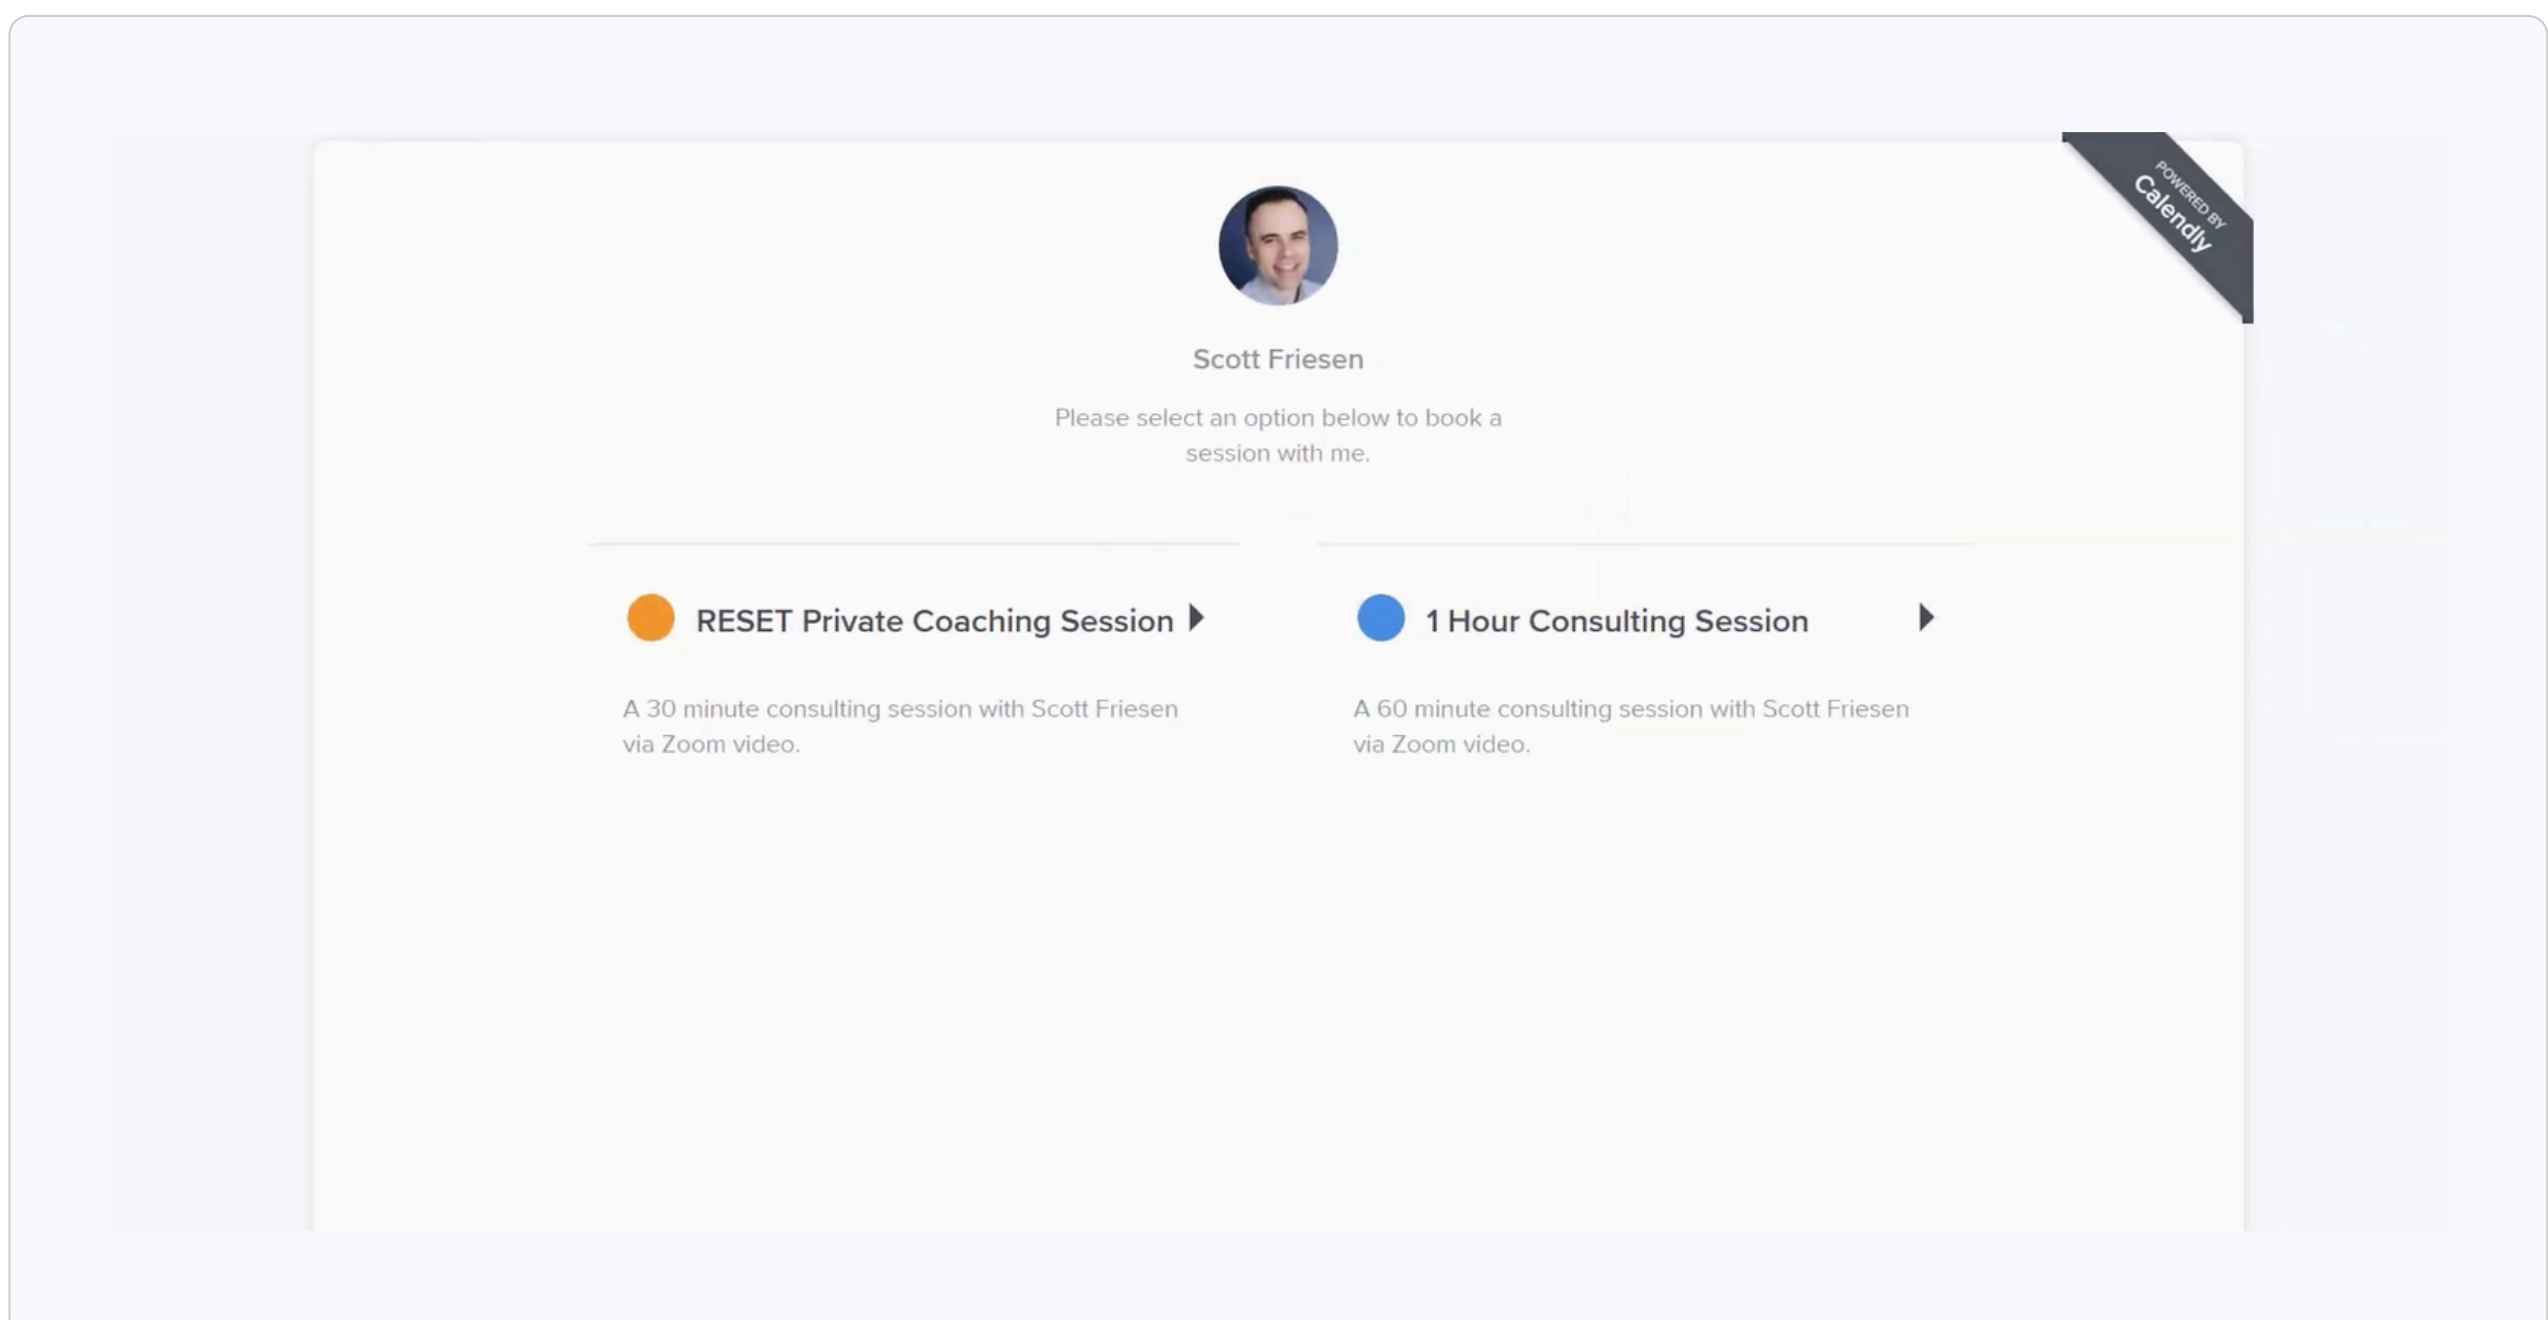 POWERED BY
Calendly
Scott Friesen
Please select an option below to book a
session with me.
RESET Private Coaching Session
A 30 minute consulting session with Scott Friesen
via Zoom video.
1 Hour Consulting Session
A 60 minute consulting session with Scott Friesen
via Zoom video.